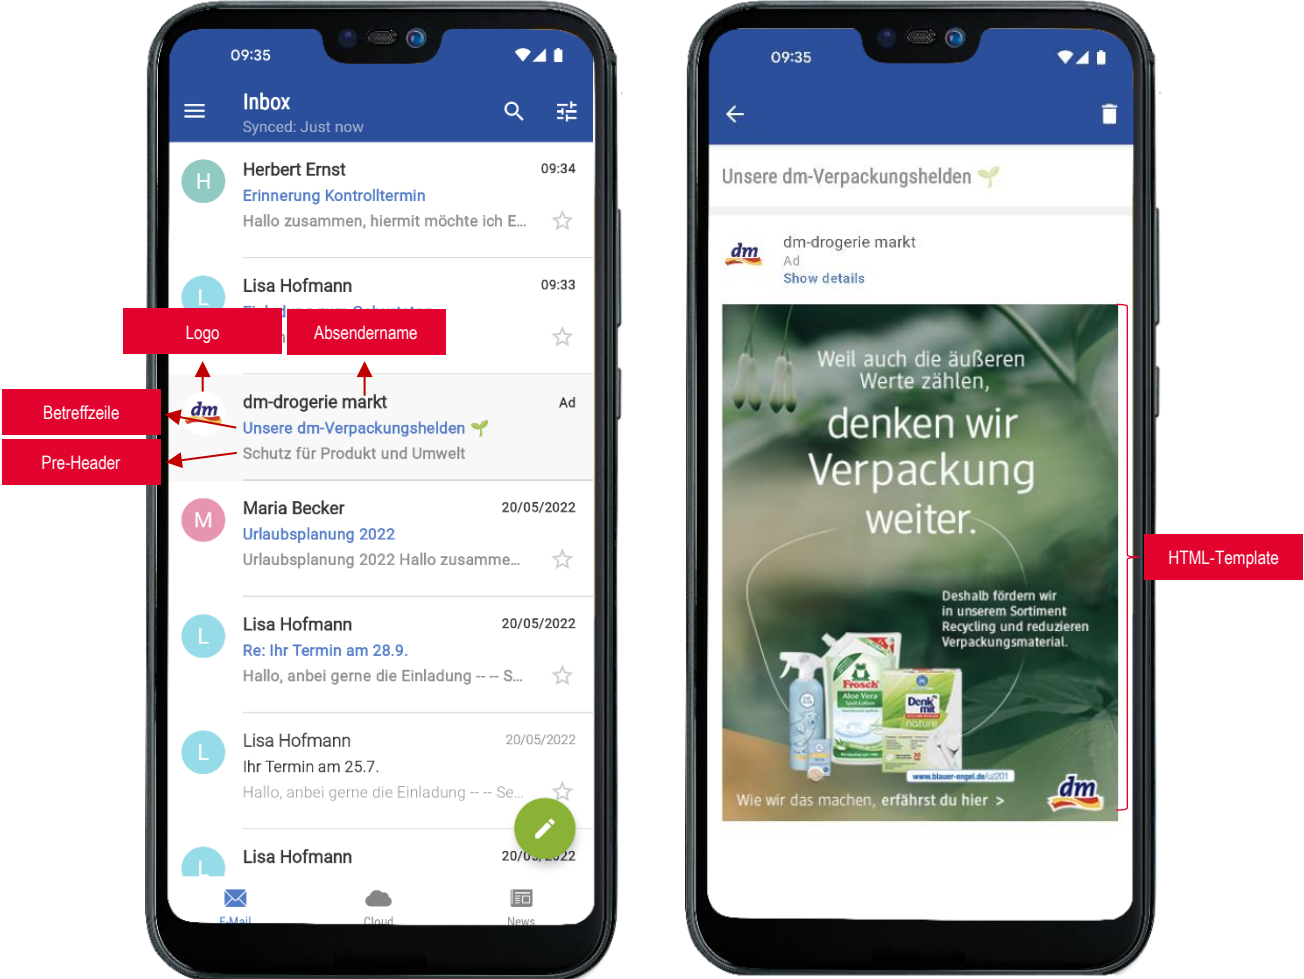 09:35
Inbox
Synced: Just now
H
Herbert Ernst
09:34
Erinnerung Kontrolltermin
Hallo zusammen, hiermit möchte ich E...
L
Lisa Hofmann
09:33
Logo
Absendername
dm
dm-drogerie markt
Ad
Betreffzeile
Unsere dm-Verpackungshelden 🌱
Pre-Header
Schutz für Produkt und Umwelt
M
Maria Becker
20/05/2022
Urlaubsplanung 2022
Urlaubsplanung 2022 Hallo zusamme...
L
Lisa Hofmann
20/05/2022
Re: Ihr Termin am 28.9.
Hallo, anbei gerne die Einladung -- -- S...
L
Lisa Hofmann
20/05/2022
Ihr Termin am 25.7.
Hallo, anbei gerne die Einladung -- -- Se...
L
Lisa Hofmann
E-Mail
Cloud
News
09:35
Unsere dm-Verpackungshelden 🌱
dm
dm-drogerie markt
Ad
Show details
Weil auch die äußeren
Werte zählen,
denken wir
Verpackung
weiter.
Deshalb fördern wir
in unserem Sortiment
Recycling und reduzieren
Verpackungsmaterial.
Frosch
Aloe Vera
Denk
mit
nature
www.blauer-engel.de/uz201
Wie wir das machen, erfährst du hier >
dm
HTML-Template